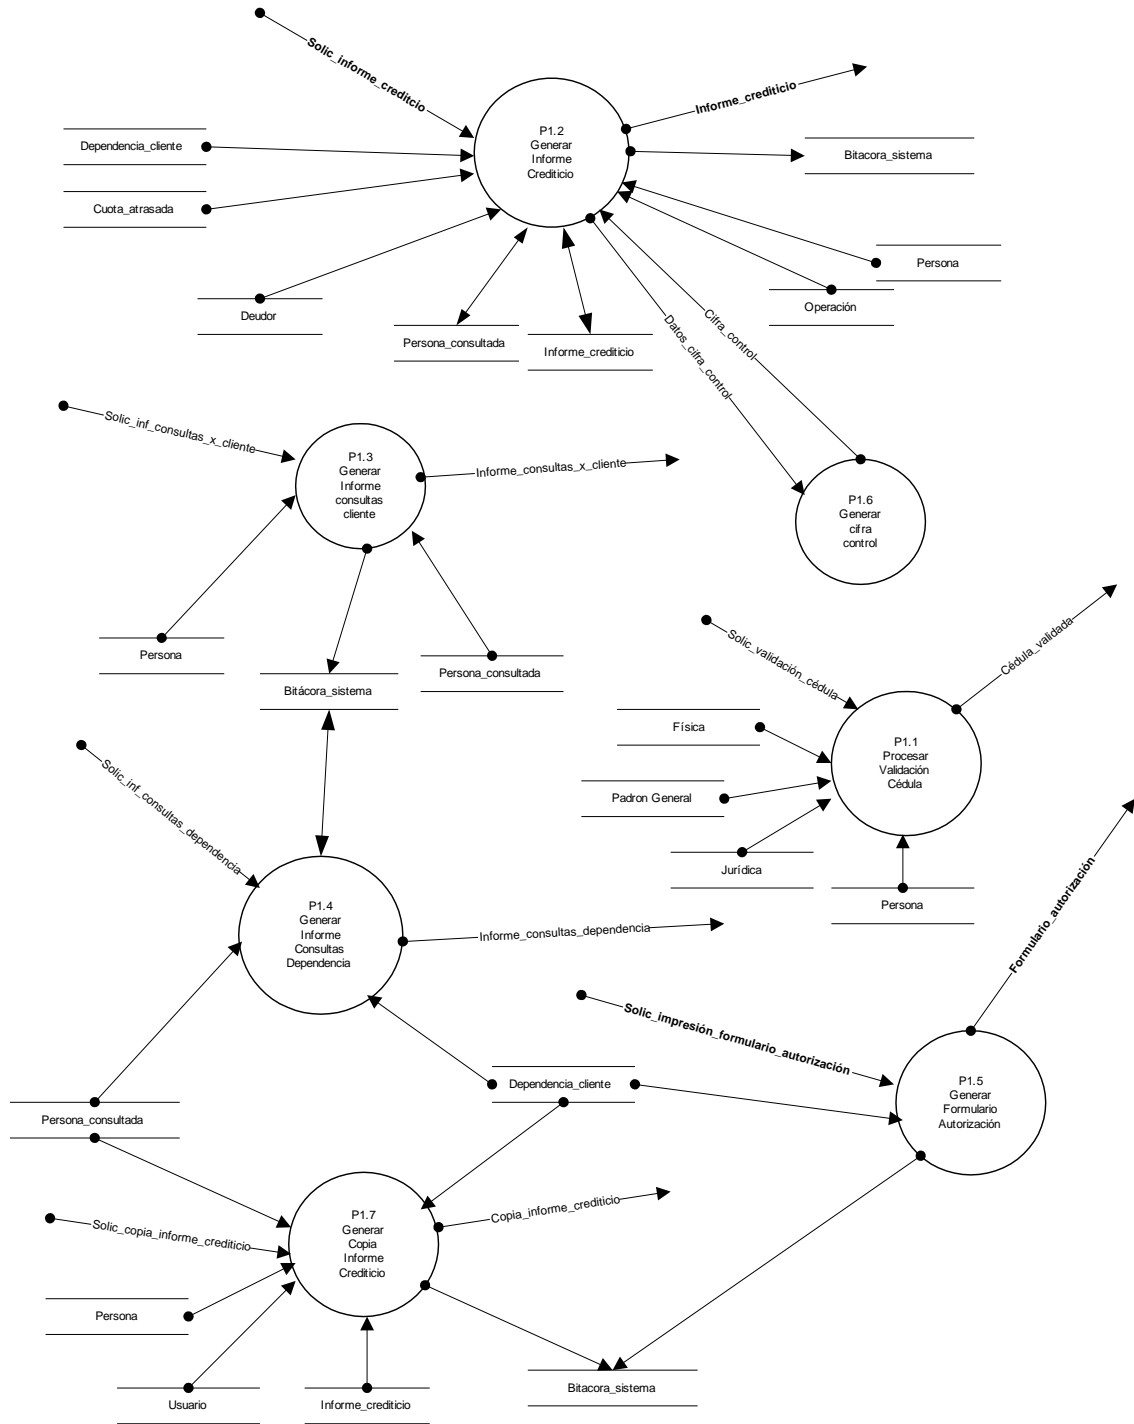 Solic_informe_creditcio
Informe_crediticio
P1.2
Generar
Informe
Crediticio
Dependencia_cliente
Bitacora_sistema
Cuota_atrasada
Persona
Operación
Deudor
Persona_consultada
Informe_crediticio
Cifra_control
Datos_cifra_control
Solic_inf_consultas_x_cliente
P1.3
Generar
Informe
consultas
cliente
Informe_consultas_x_cliente
P1.6
Generar
cifra
control
Persona
Bitácora_sistema
Persona_consultada
Solic_validación_cédula
Cédula_validada
Física
P1.1
Procesar
Validación
Cédula
Padron General
Jurídica
Persona
Solic_inf_consultas_dependencia
P1.4
Generar
Informe
Consultas
Dependencia
Informe_consultas_dependencia
Formulario_autorización
Solic_impresión_formulario_autorización
Dependencia_cliente
P1.5
Generar
Formulario
Autorización
Persona_consultada
P1.7
Generar
Copia
Informe
Crediticio
Copia_informe_crediticio
Solic_copia_informe_crediticio
Persona
Usuario
Informe_crediticio
Bitacora_sistema